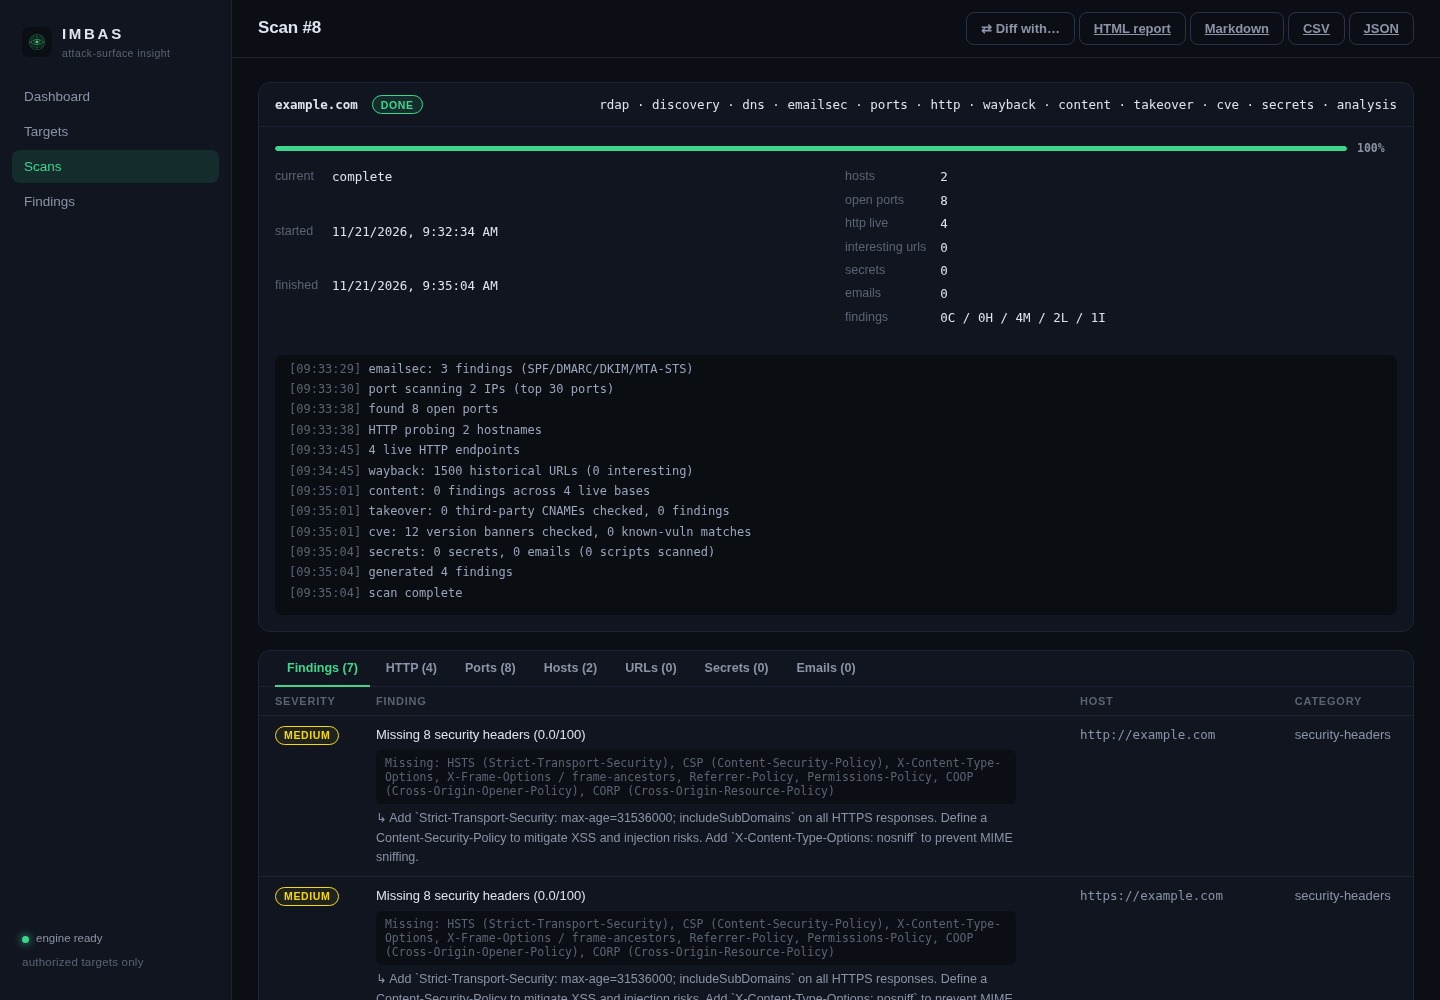 IMBAS
attack-surface insight
Dashboard
Targets
Scans
Findings
engine ready
authorized targets only
Scan #8
⇄ Diff with…
HTML report
Markdown
CSV
JSON
example.com DONE rdap · discovery · dns · emailsec · ports · http · wayback · content · takeover · cve · secrets · analysis
100%
current complete
started 11/21/2026, 9:32:34 AM
finished 11/21/2026, 9:35:04 AM
hosts 2
open ports 8
http live 4
interesting urls 0
secrets 0
emails 0
findings 0C / 0H / 4M / 2L / 1I
[09:33:29] emailsec: 3 findings (SPF/DMARC/DKIM/MTA-STS)
[09:33:30] port scanning 2 IPs (top 30 ports)
[09:33:38] found 8 open ports
[09:33:38] HTTP probing 2 hostnames
[09:33:45] 4 live HTTP endpoints
[09:34:45] wayback: 1500 historical URLs (0 interesting)
[09:35:01] content: 0 findings across 4 live bases
[09:35:01] takeover: 0 third-party CNAMEs checked, 0 findings
[09:35:01] cve: 12 version banners checked, 0 known-vuln matches
[09:35:04] secrets: 0 secrets, 0 emails (0 scripts scanned)
[09:35:04] generated 4 findings
[09:35:04] scan complete
Findings (7) HTTP (4) Ports (8) Hosts (2) URLs (0) Secrets (0) Emails (0)
SEVERITY FINDING HOST CATEGORY
MEDIUM Missing 8 security headers (0.0/100) http://example.com security-headers
Missing: HSTS (Strict-Transport-Security), CSP (Content-Security-Policy), X-Content-Type-
Options, X-Frame-Options / frame-ancestors, Referrer-Policy, Permissions-Policy, COOP
(Cross-Origin-Opener-Policy), CORP (Cross-Origin-Resource-Policy)
↳ Add `Strict-Transport-Security: max-age=31536000; includeSubDomains` on all HTTPS responses. Define a
Content-Security-Policy to mitigate XSS and injection risks. Add `X-Content-Type-Options: nosniff` to prevent MIME
sniffing.
MEDIUM Missing 8 security headers (0.0/100) https://example.com security-headers
Missing: HSTS (Strict-Transport-Security), CSP (Content-Security-Policy), X-Content-Type-
Options, X-Frame-Options / frame-ancestors, Referrer-Policy, Permissions-Policy, COOP
(Cross-Origin-Opener-Policy), CORP (Cross-Origin-Resource-Policy)
↳ Add `Strict-Transport-Security: max-age=31536000; includeSubDomains` on all HTTPS responses. Define a
Content-Security-Policy to mitigate XSS and injection risks. Add `X-Content-Type-Options: nosniff` to prevent MIME